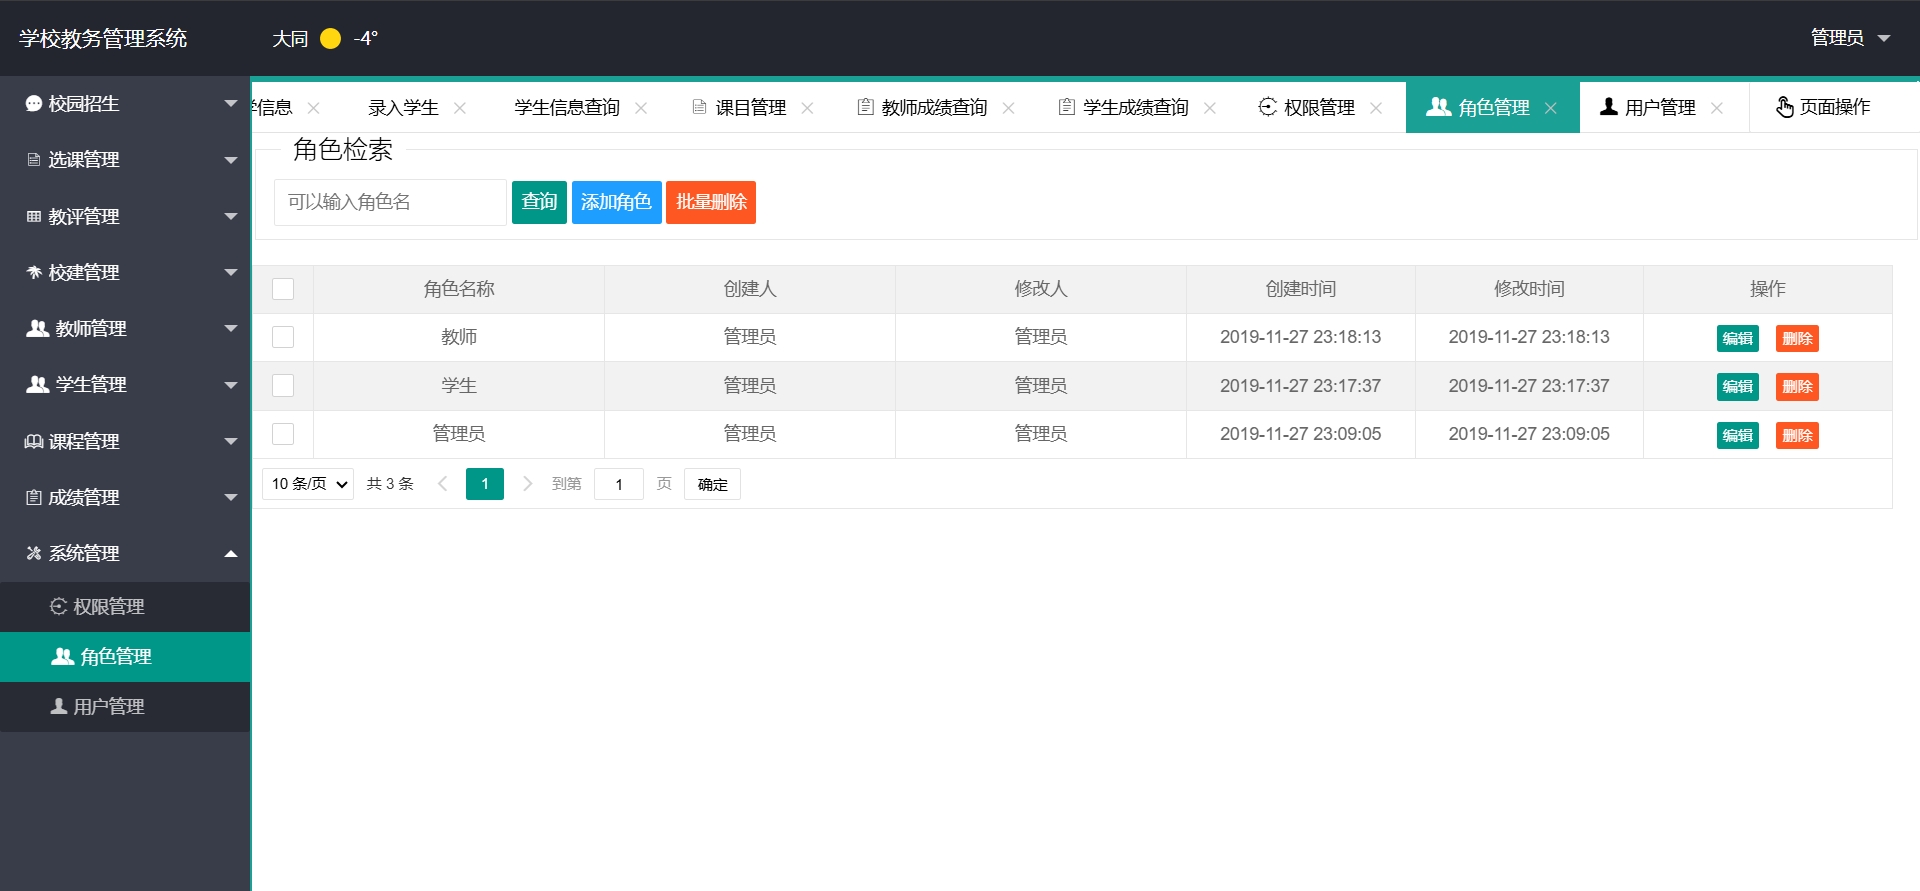 学校教务管理系统 大同 -4° 管理员
校园招生
选课管理
教评管理
校建管理
教师管理
学生管理
课程管理
成绩管理
系统管理
权限管理
角色管理
用户管理
信息 录入学生 学生信息查询 课目管理 教师成绩查询 学生成绩查询 权限管理 角色管理 用户管理 页面操作
角色检索
可以输入角色名 查询 添加角色 批量删除
角色名称 创建人 修改人 创建时间 修改时间 操作
教师 管理员 管理员 2019-11-27 23:18:13 2019-11-27 23:18:13 编辑 删除
学生 管理员 管理员 2019-11-27 23:17:37 2019-11-27 23:17:37 编辑 删除
管理员 管理员 管理员 2019-11-27 23:09:05 2019-11-27 23:09:05 编辑 删除
10 条/页 共 3 条 1 到第 1 页 确定